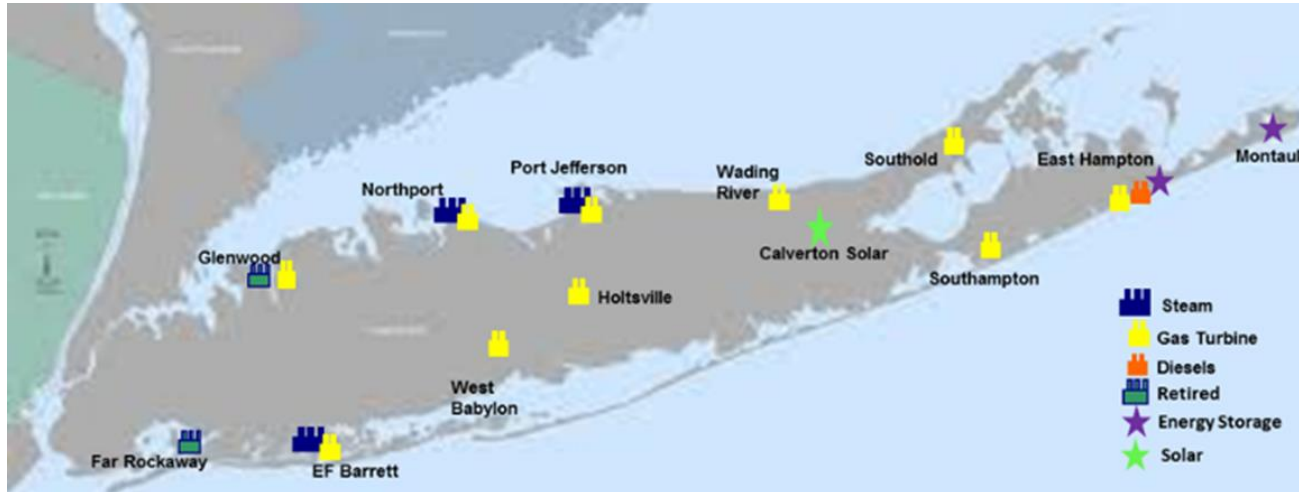 Port Jefferson
Northport
Wading
River
Southold
East Hampton
Montauk
Glenwood
Calverton Solar
Southampton
Holtsville
West
Babylon
Far Rockaway
EF Barrett
Steam
Gas Turbine
Diesels
Retired
Energy Storage
Solar